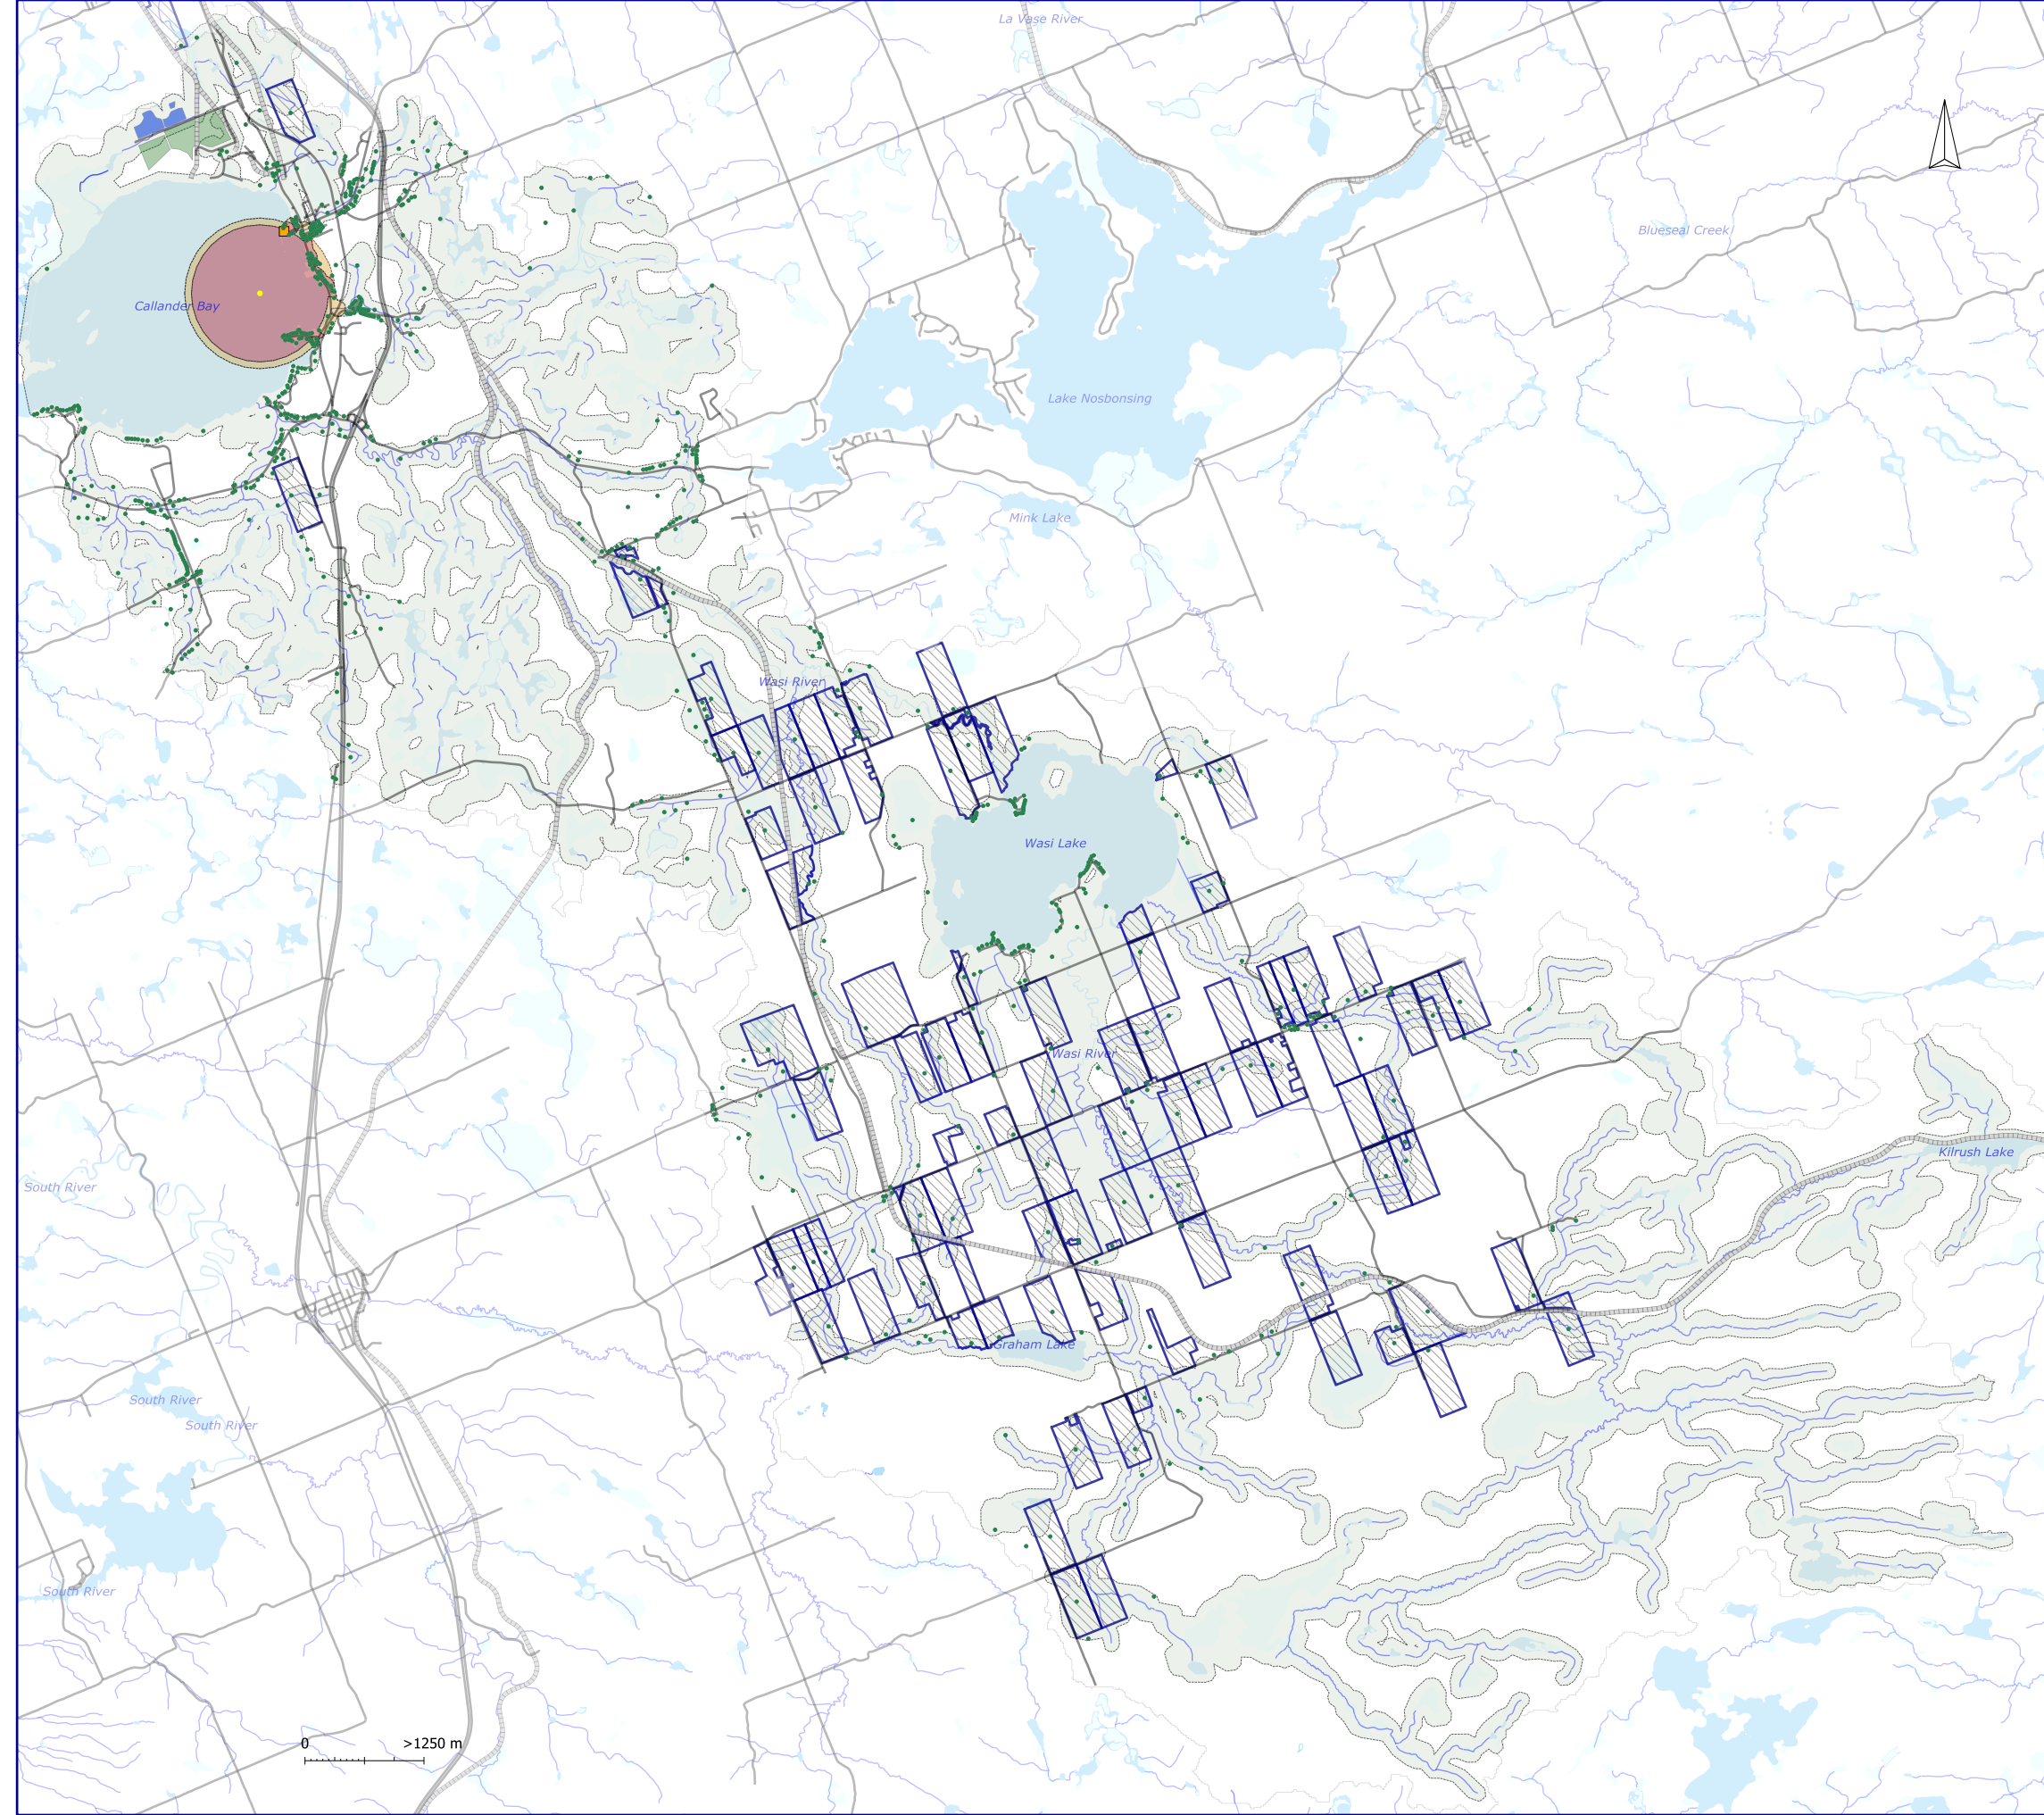 La Vase River
Blueseal Creek
Callander Bay
Lake Nosbonsing
Mink Lake
Wasi River
Wasi Lake
Wasi River
Kilrush Lake
South River
Graham Lake
South River
South River
South River
0 >1250 m